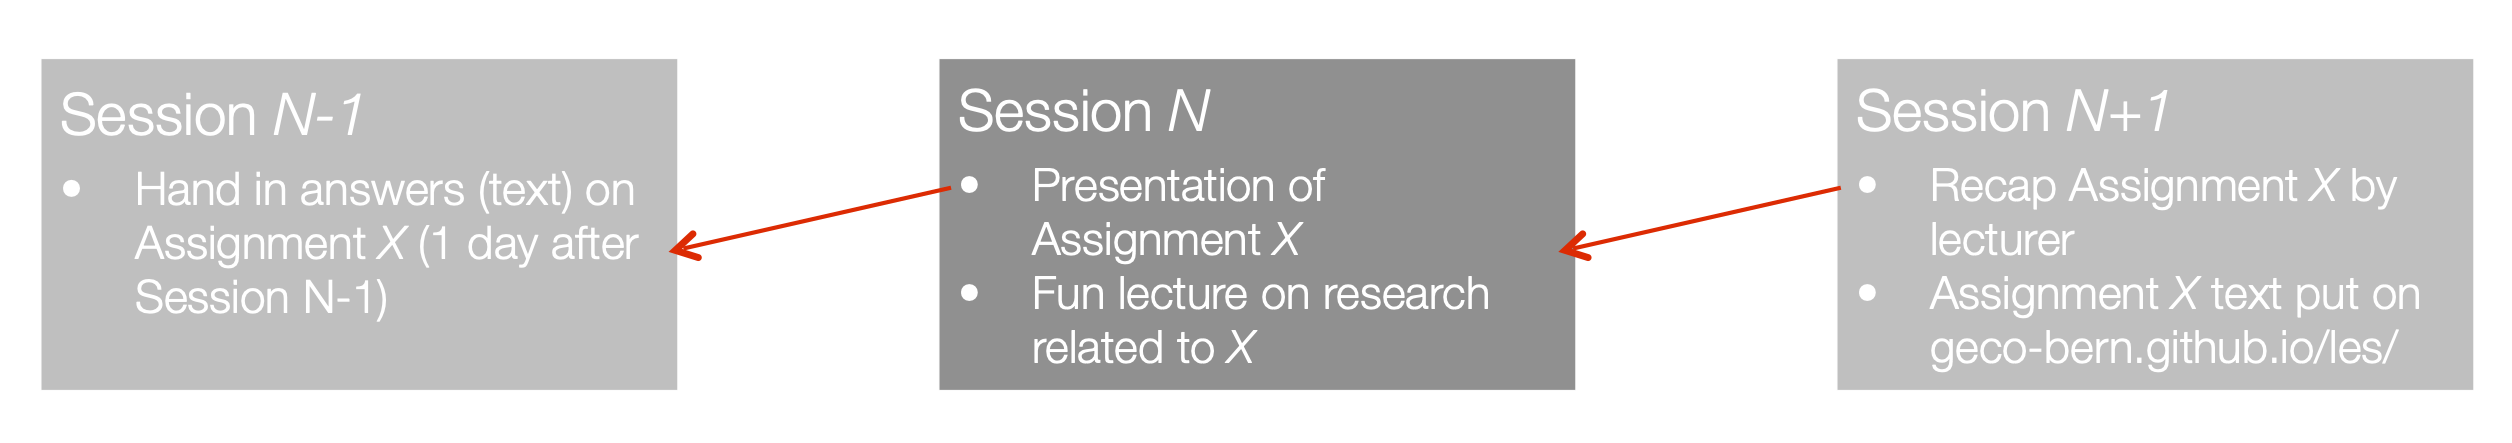 Session N-1
● Hand in answers (text) on
Assignment X (1 day after
Session N-1)
Session N
● Presentation of
Assignment X
● Fun lecture on research
related to X
Session N+1
● Recap Assignment X by
lecturer
● Assignment X text put on
geco-bern.github.io/les/